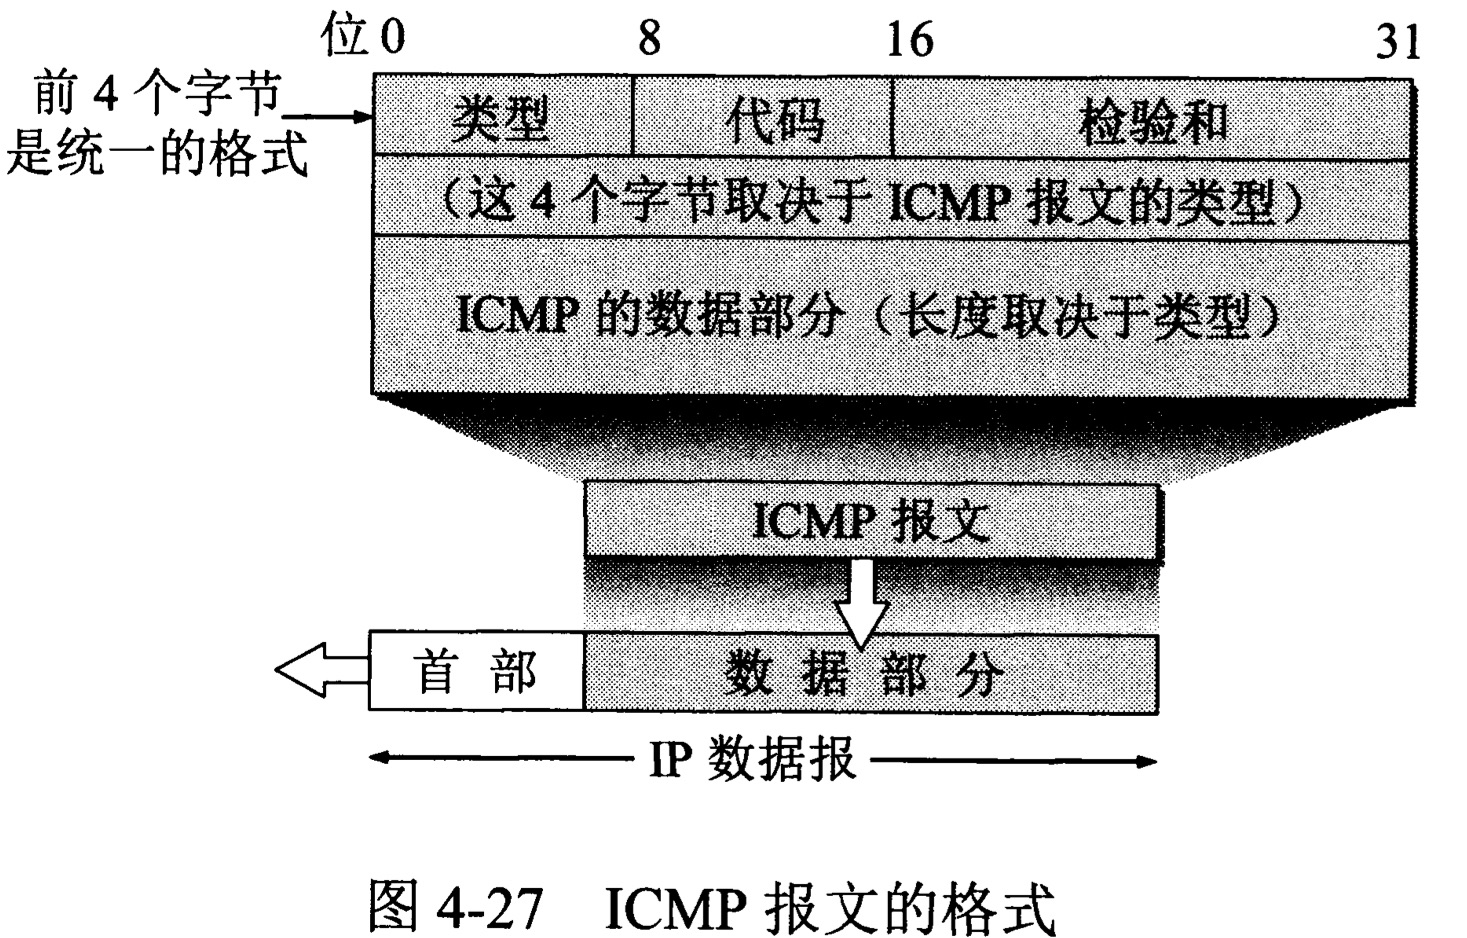 位 0 8 16 31
前 4 个字节
是统一的格式
类型 代码 检验和
（这 4 个字节取决于 ICMP 报文的类型）
ICMP 的数据部分（长度取决于类型）
ICMP 报文
首 部 数 据 部 分
IP 数据报
图 4-27 ICMP 报文的格式